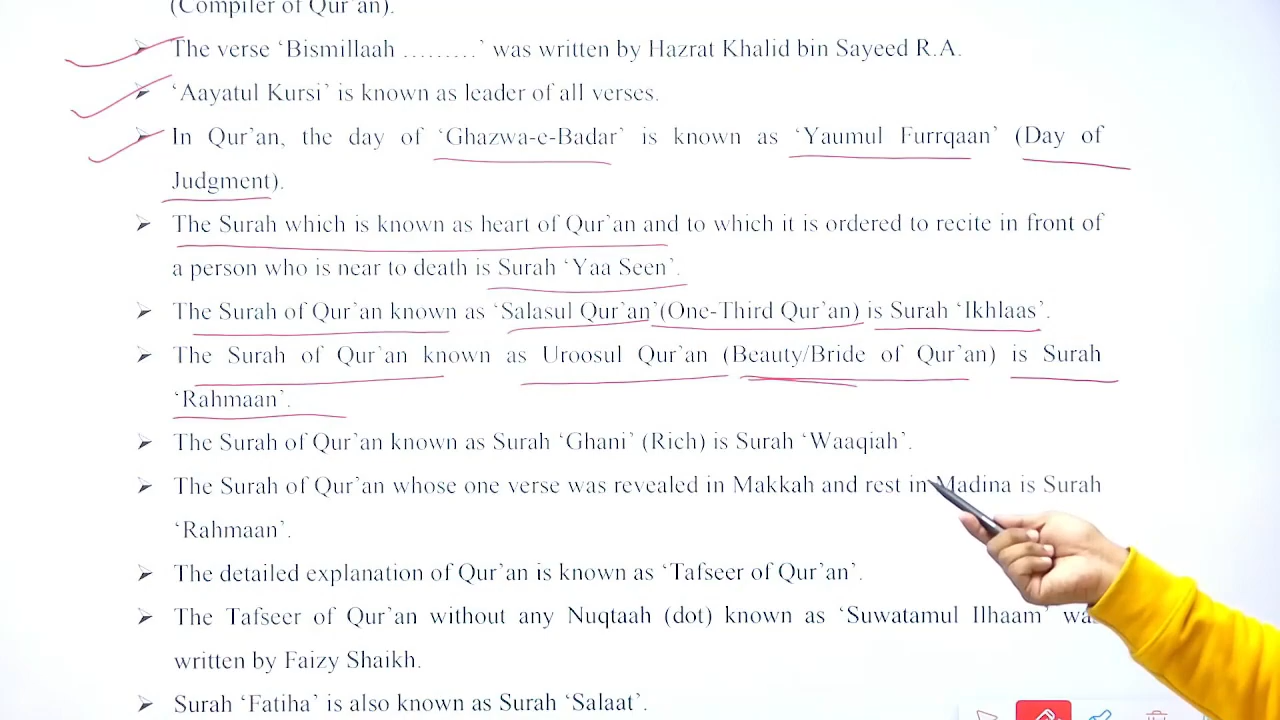 (Compiler of Qur'an).
➢ The verse ‘Bismillaah ………’ was written by Hazrat Khalid bin Sayeed R.A.
➢ ‘Aayatul Kursi’ is known as leader of all verses.
➢ In Qur'an, the day of ‘Ghazwa-e-Badar’ is known as ‘Yaumul Furrqaan’ (Day of
Judgment).
➢ The Surah which is known as heart of Qur'an and to which it is ordered to recite in front of
a person who is near to death is Surah ‘Yaa Seen’.
➢ The Surah of Qur'an known as ‘Salasul Qur'an’(One-Third Qur'an) is Surah ‘Ikhlaas’.
➢ The Surah of Qur'an known as Uroosul Qur'an (Beauty/Bride of Qur'an) is Surah
‘Rahmaan’.
➢ The Surah of Qur'an known as Surah ‘Ghani’ (Rich) is Surah ‘Waaqiah’.
➢ The Surah of Qur'an whose one verse was revealed in Makkah and rest in Madina is Surah
‘Rahmaan’.
➢ The detailed explanation of Qur'an is known as ‘Tafseer of Qur'an’.
➢ The Tafseer of Qur'an without any Nuqtaah (dot) known as ‘Suwatamul Ilhaam’ was
written by Faizy Shaikh.
Surah ‘Fatiha’ is also known as Surah ‘Salaat’.